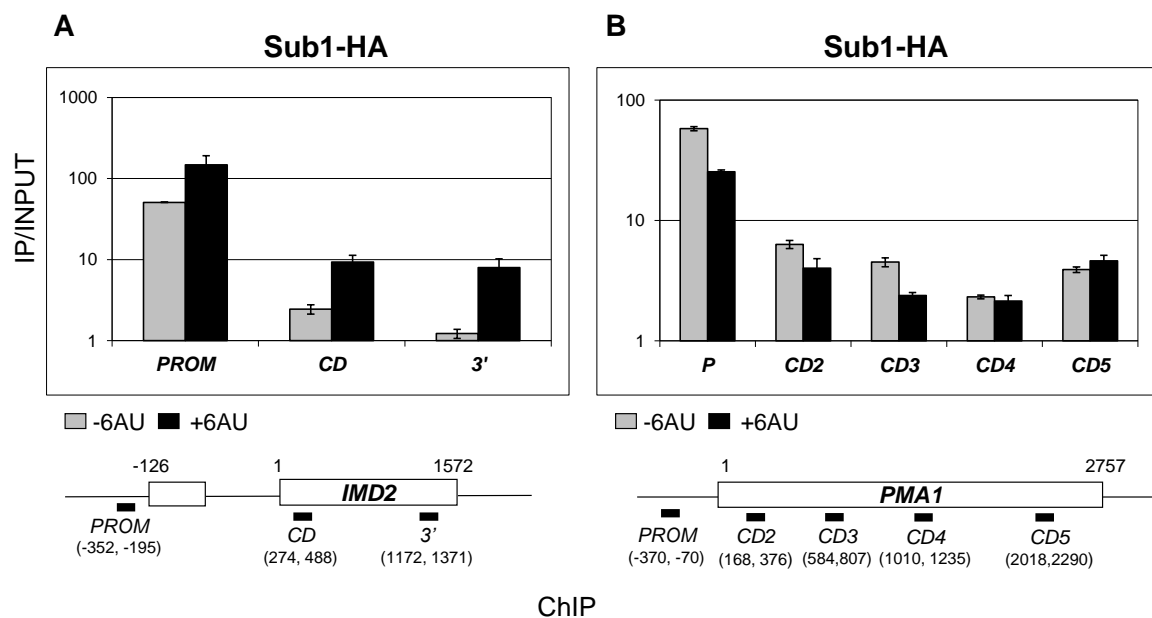 A
Sub1-HA
IP/INPUT
1000
100
10
1
PROM CD 3'
-6AU +6AU
-126 1 1572
IMD2
PROM CD 3'
(-352, -195) (274, 488) (1172, 1371)
B
Sub1-HA
100
10
1
P CD2 CD3 CD4 CD5
-6AU +6AU
1 2757
PMA1
PROM CD2 CD3 CD4 CD5
(-370, -70) (168, 376) (584,807) (1010, 1235) (2018,2290)
ChIP